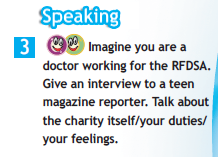 Speaking
3 Imagine you are a
doctor working for the RFDSA.
Give an interview to a teen
magazine reporter. Talk about
the charity itself/your duties/
your feelings.